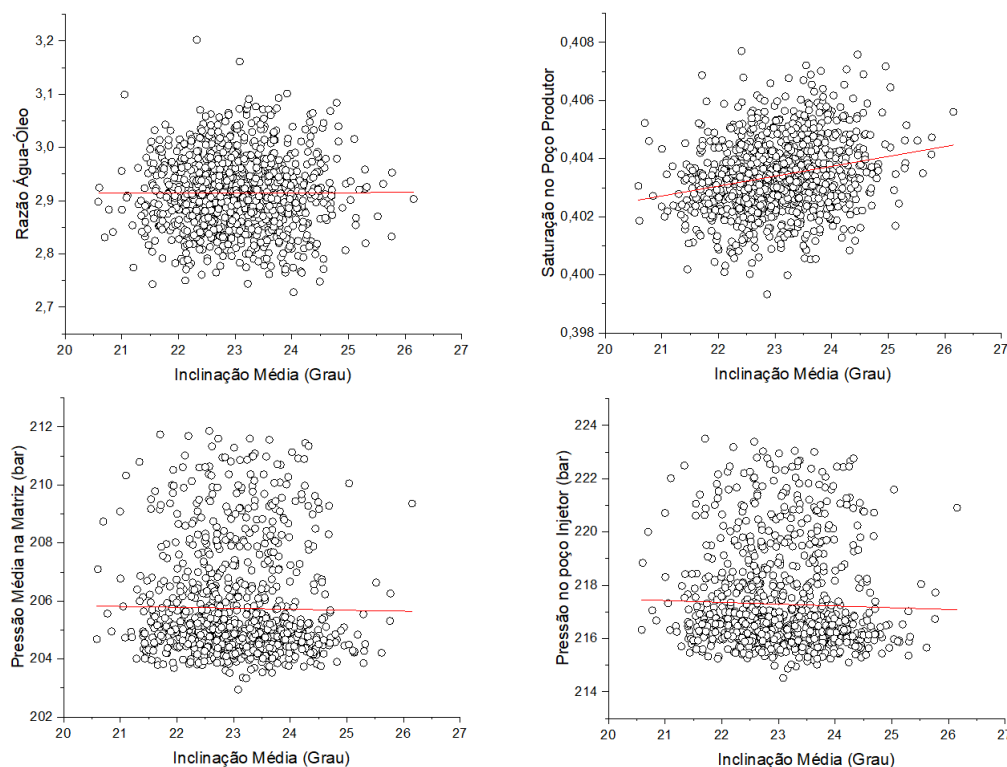 Razão Água-Óleo
3,2
3,1
3,0
2,9
2,8
2,7
20 21 22 23 24 25 26 27
Inclinação Média (Grau)
Saturação no Poço Produtor
0,408
0,406
0,404
0,402
0,400
0,398
20 21 22 23 24 25 26 27
Inclinação Média (Grau)
Pressão Média na Matriz (bar)
212
210
208
206
204
202
20 21 22 23 24 25 26 27
Inclinação Média (Grau)
Pressão no poço Injetor (bar)
224
222
220
218
216
214
20 21 22 23 24 25 26 27
Inclinação Média (Grau)